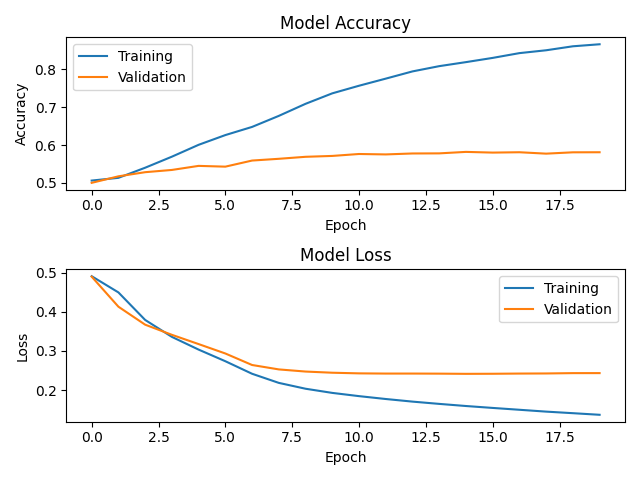 Model Accuracy
Training
Validation
Accuracy
0.8
0.7
0.6
0.5
0.0 2.5 5.0 7.5 10.0 12.5 15.0 17.5
Epoch
Model Loss
Training
Validation
Loss
0.5
0.4
0.3
0.2
0.0 2.5 5.0 7.5 10.0 12.5 15.0 17.5
Epoch